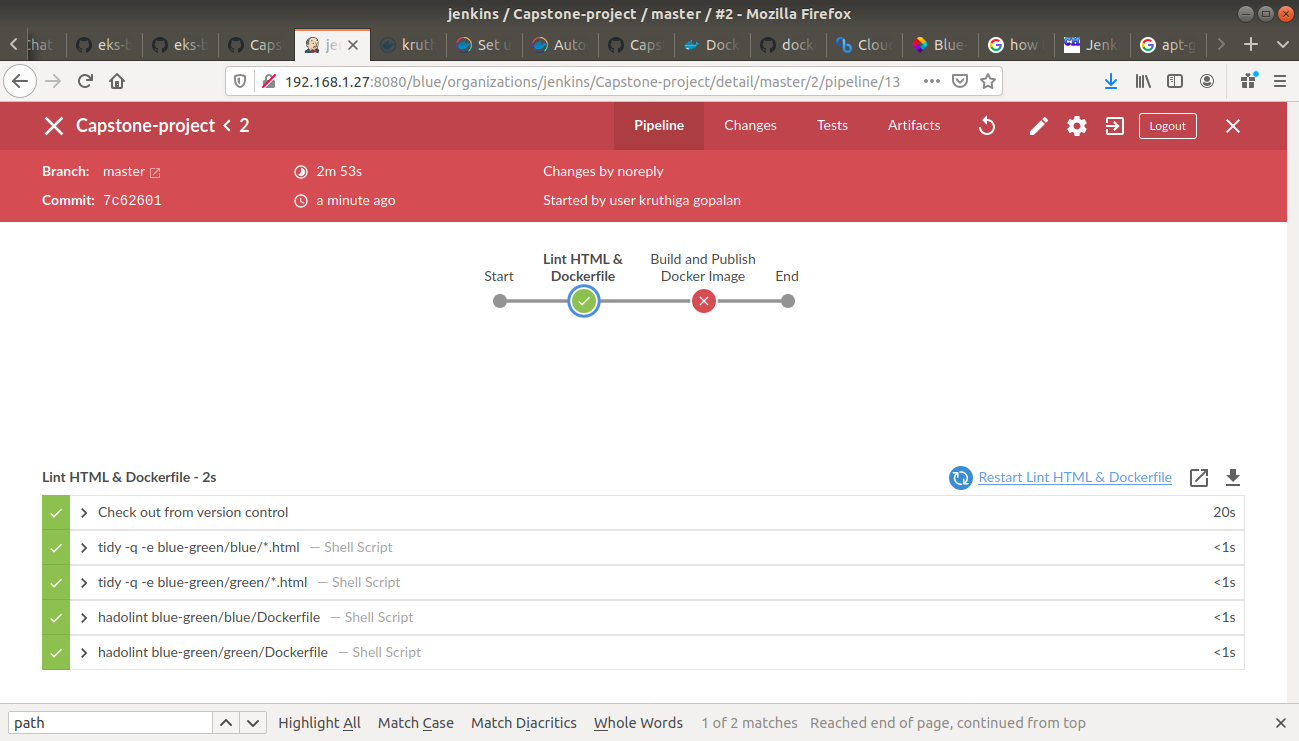 jenkins / Capstone-project / master / #2 - Mozilla Firefox
Chat eks-b eks-b Caps je kruth Set u Auto Caps Dock docke Clou Blue- how Jenk apt-g
192.168.1.27:8080/blue/organizations/jenkins/Capstone-project/detail/master/2/pipeline/13
Capstone-project < 2 Pipeline Changes Tests Artifacts Logout
Branch: master 2m 53s Changes by noreply
Commit: 7c62601 a minute ago Started by user kruthiga gopalan
Lint HTML & Build and Publish
Start Dockerfile Docker Image End
Lint HTML & Dockerfile - 2s Restart Lint HTML & Dockerfile
Check out from version control 20s
tidy -q -e blue-green/blue/*.html — Shell Script <1s
tidy -q -e blue-green/green/*.html — Shell Script <1s
hadolint blue-green/blue/Dockerfile — Shell Script <1s
hadolint blue-green/green/Dockerfile — Shell Script <1s
path Highlight All Match Case Match Diacritics Whole Words 1 of 2 matches Reached end of page, continued from top